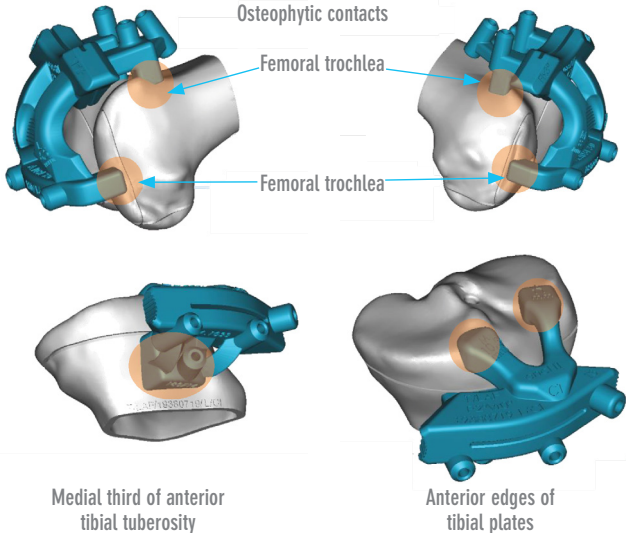 Osteophytic contacts
Femoral trochlea
Femoral trochlea
Medial third of anterior
tibial tuberosity
Anterior edges of
tibial plates